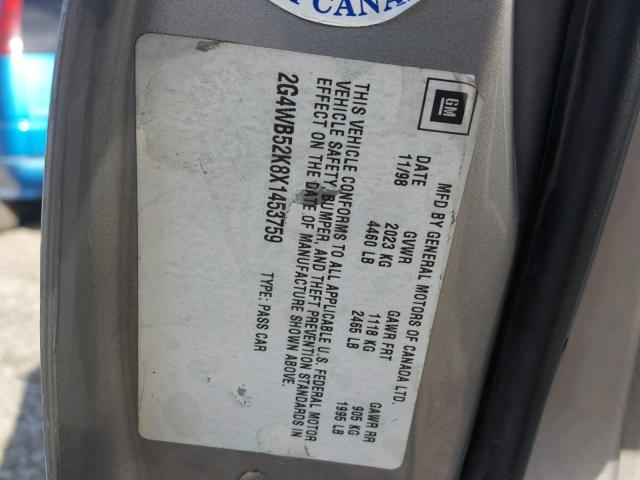 CANA
GM
MFD BY GENERAL MOTORS OF CANADA LTD.
DATE GVWR GAWR FRT GAWR RR
11/98 2023 KG 1118 KG 905 KG
4460 LB 2465 LB 1995 LB
THIS VEHICLE CONFORMS TO ALL APPLICABLE U.S. FEDERAL MOTOR
VEHICLE SAFETY, BUMPER, AND THEFT PREVENTION STANDARDS IN
EFFECT ON THE DATE OF MANUFACTURE SHOWN ABOVE.
2G4WB52K8X1453759 TYPE: PASS CAR